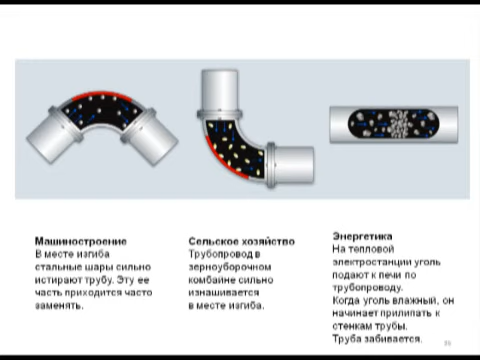 Машиностроение
В месте изгиба
стальные шары сильно
истирают трубу. Эту ее
часть приходится часто
заменять.
Сельское хозяйство
Трубопровод в
зерноуборочном
комбайне сильно
изнашивается
в месте изгиба.
Энергетика
На тепловой
электростанции уголь
подают к печи по
трубопроводу.
Когда уголь влажный, он
начинает прилипать к
стенкам трубы.
Труба забивается.